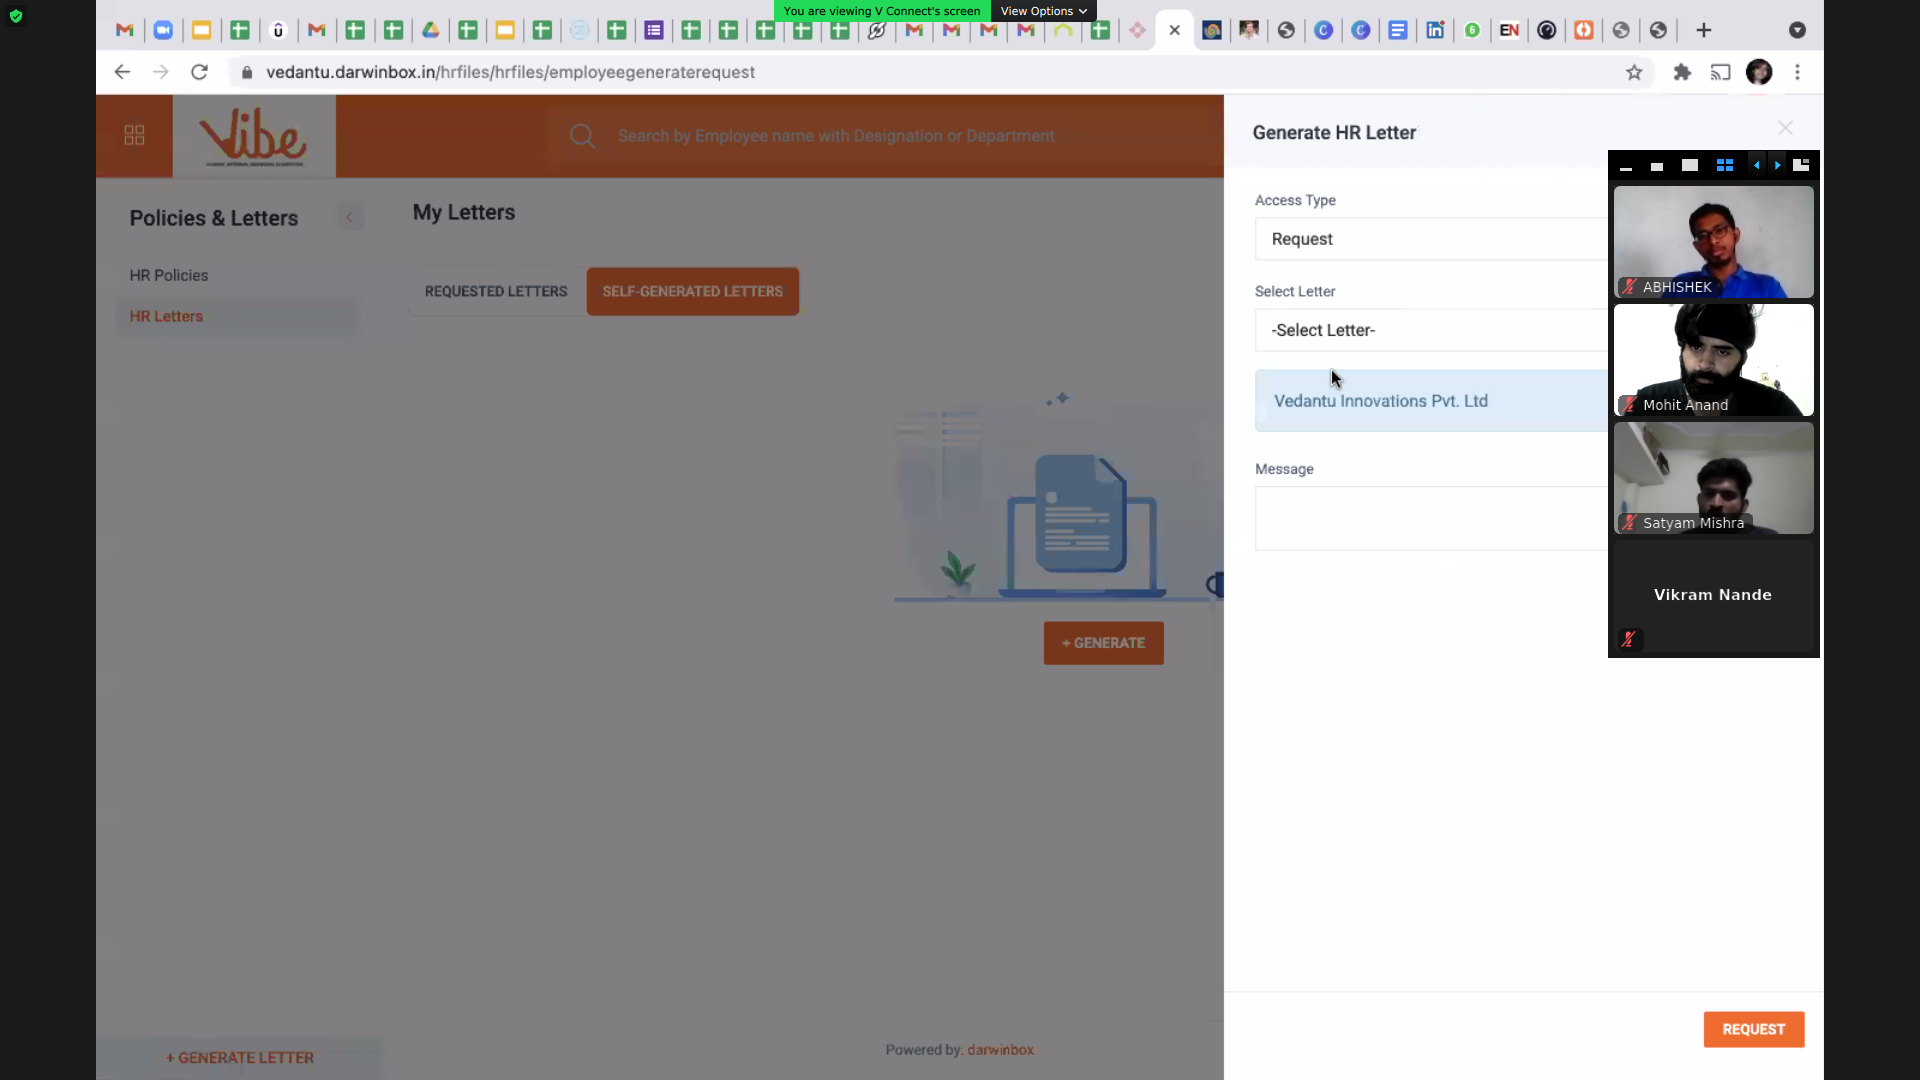 You are viewing V Connect's screen View Options
vedantu.darwinbox.in/hrfiles/hrfiles/employeegeneraterequest
Vibe
Search by Employee name with Designation or Department
Generate HR Letter
Policies & Letters
My Letters
Access Type
Request
HR Policies
REQUESTED LETTERS
SELF-GENERATED LETTERS
HR Letters
Select Letter
-Select Letter-
Vedantu Innovations Pvt. Ltd
Message
ABHISHEK
Mohit Anand
Satyam Mishra
Vikram Nande
+ GENERATE
REQUEST
+ GENERATE LETTER
Powered by: darwinbox